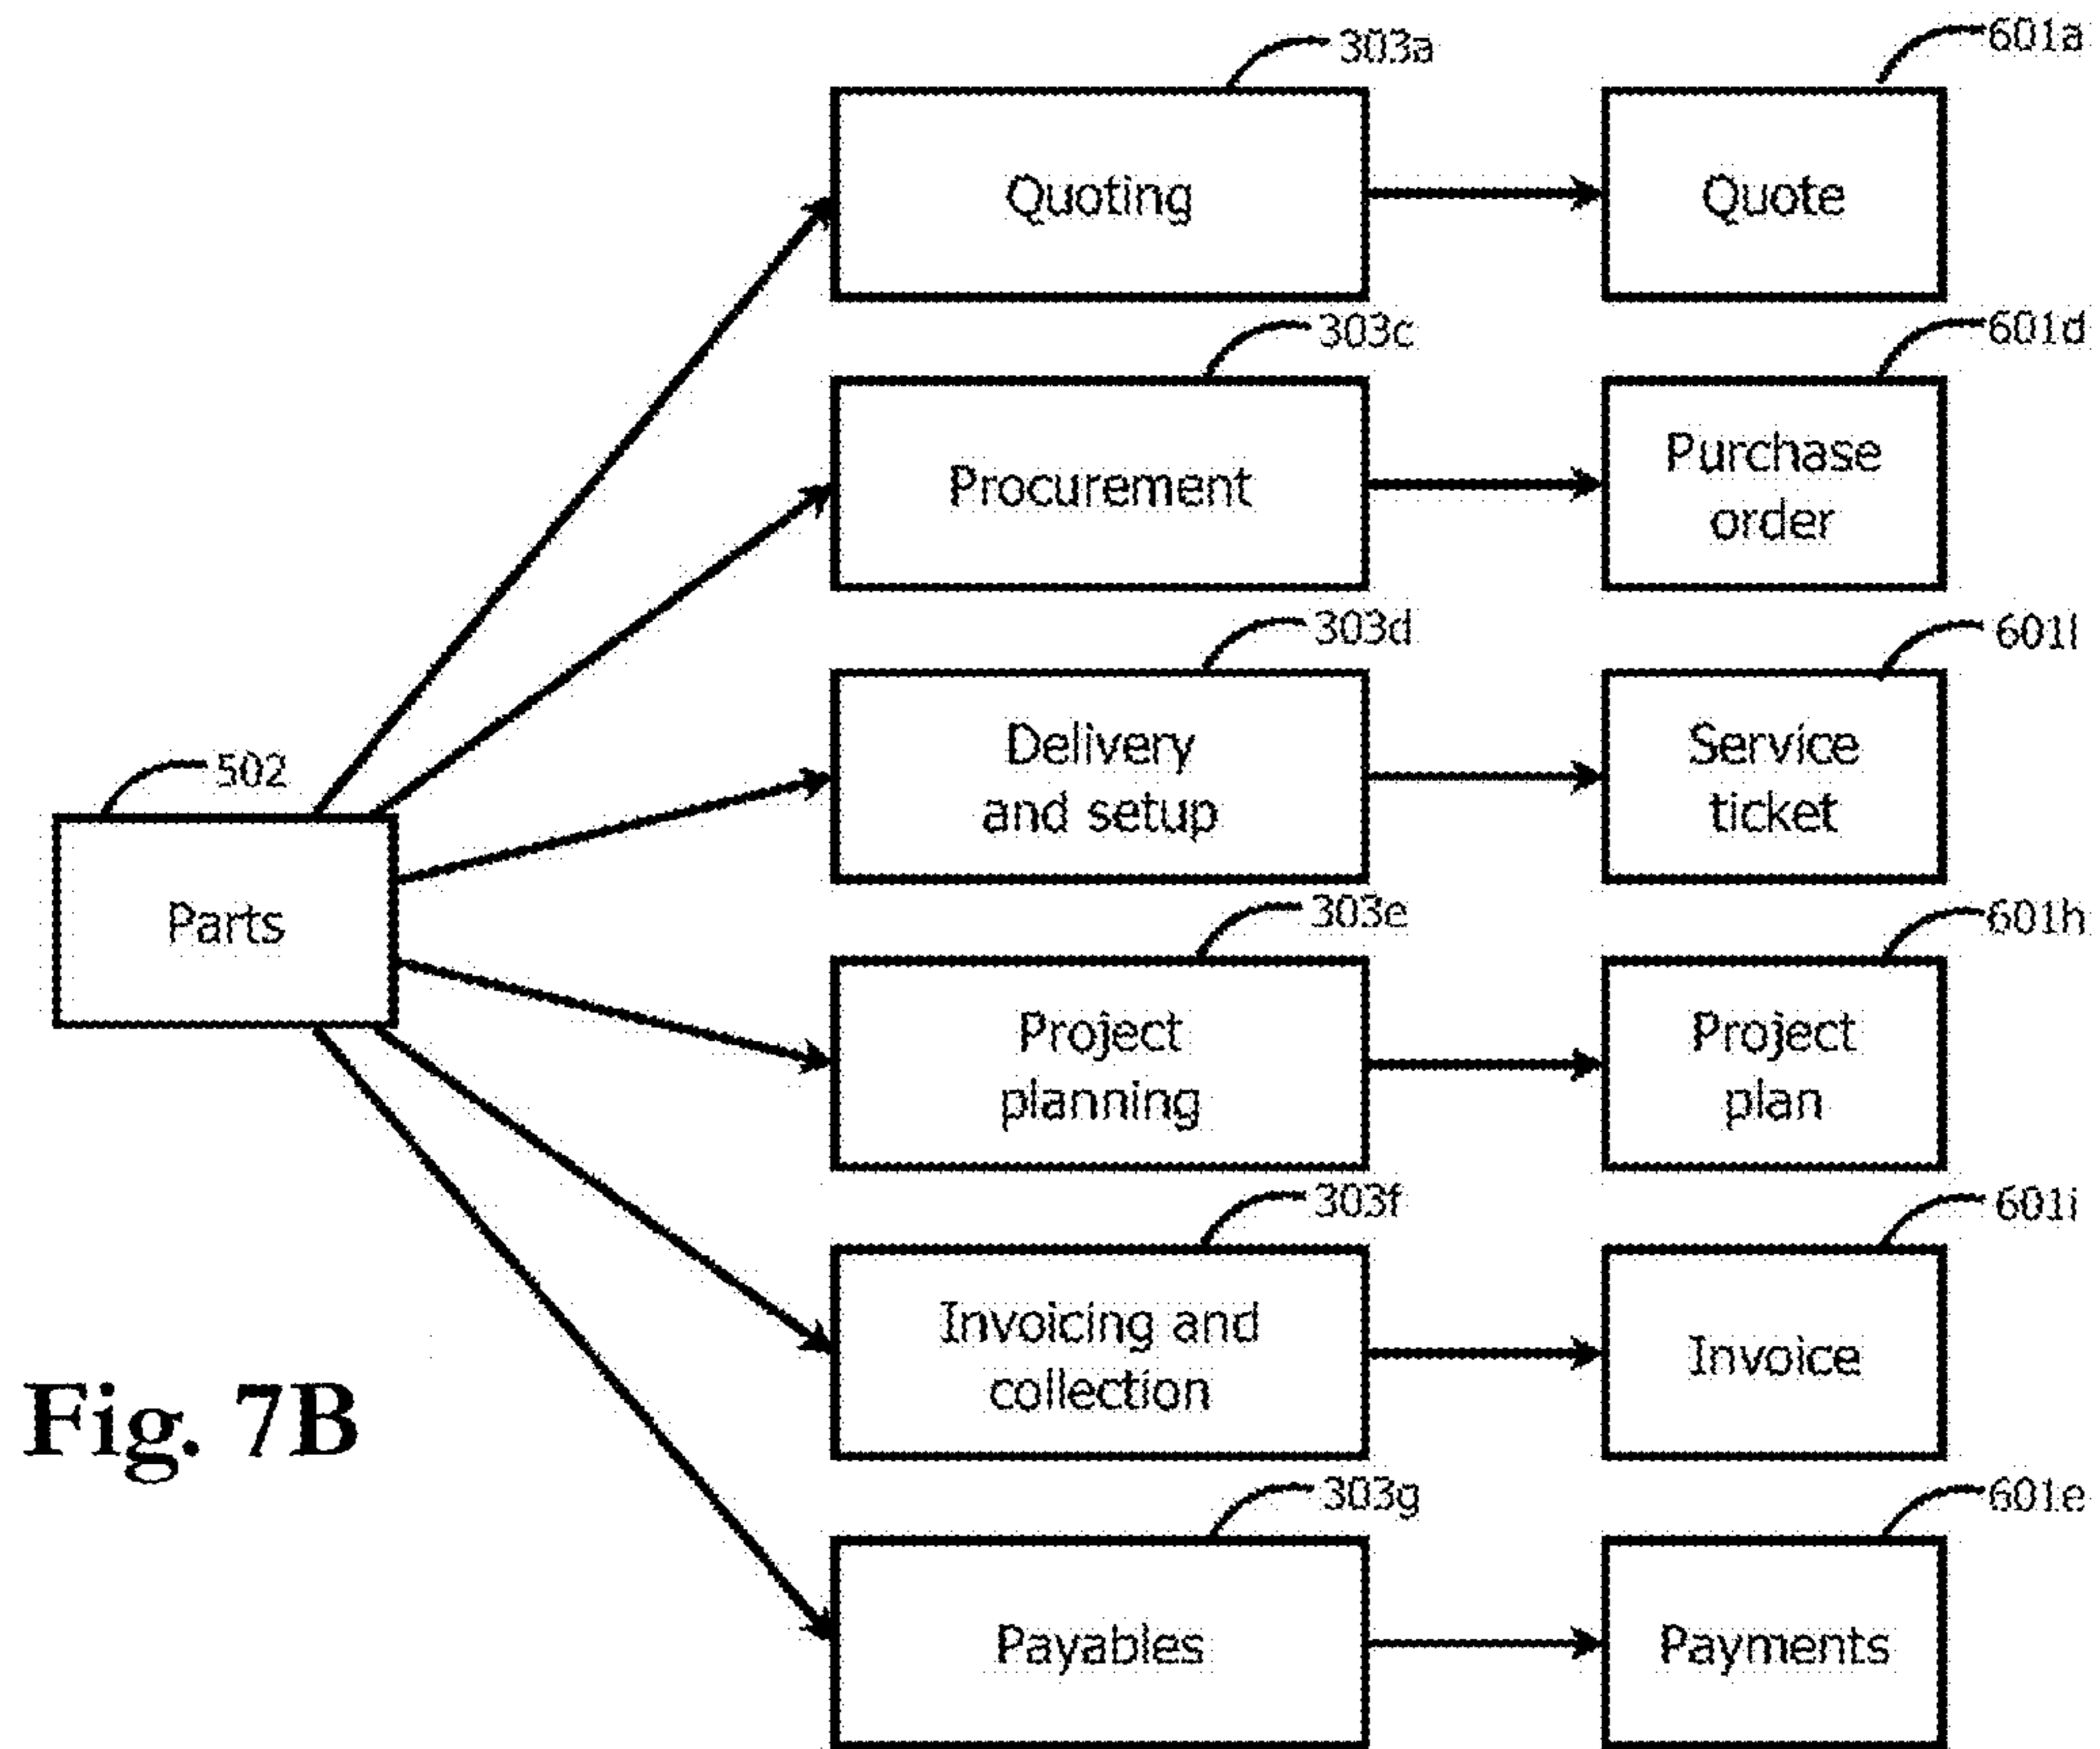 303a
601a
Quoting
Quote
303c
601d
Procurement
Purchase
order
303d
601l
Delivery
and setup
Service
ticket
502
Parts
303e
601h
Project
planning
Project
plan
303f
601i
Invoicing and
collection
Invoice
Fig. 7B
303g
601e
Payables
Payments